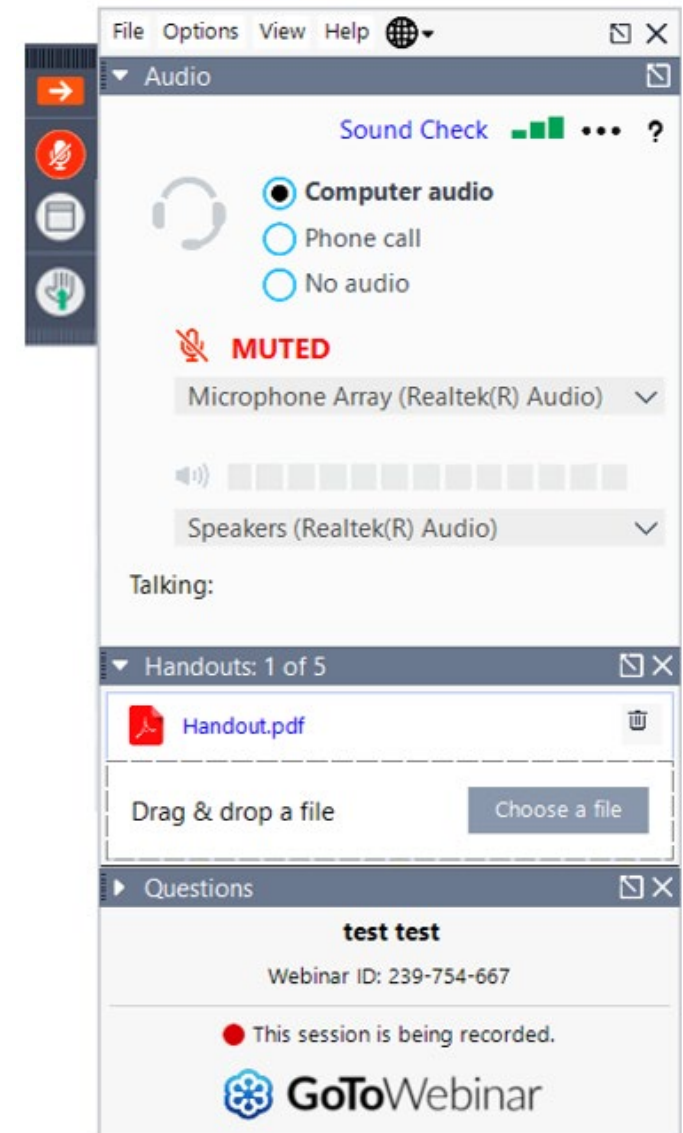 File Options View Help
Audio
Sound Check ?
Computer audio
Phone call
No audio
MUTED
Microphone Array (Realtek(R) Audio)
Speakers (Realtek(R) Audio)
Talking:
Handouts: 1 of 5
Handout.pdf
Drag & drop a file Choose a file
Questions
test test
Webinar ID: 239-754-667
This session is being recorded.
GoToWebinar